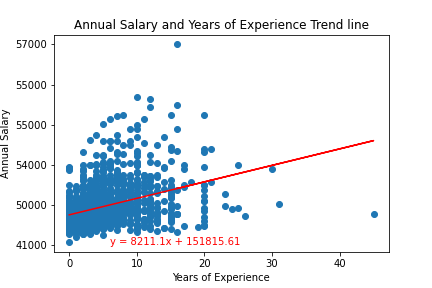 Annual Salary and Years of Experience Trend line
57000
55000
55000
54000
50000
41000
Annual Salary
y = 8211.1x + 151815.61
0
10
20
30
40
Years of Experience